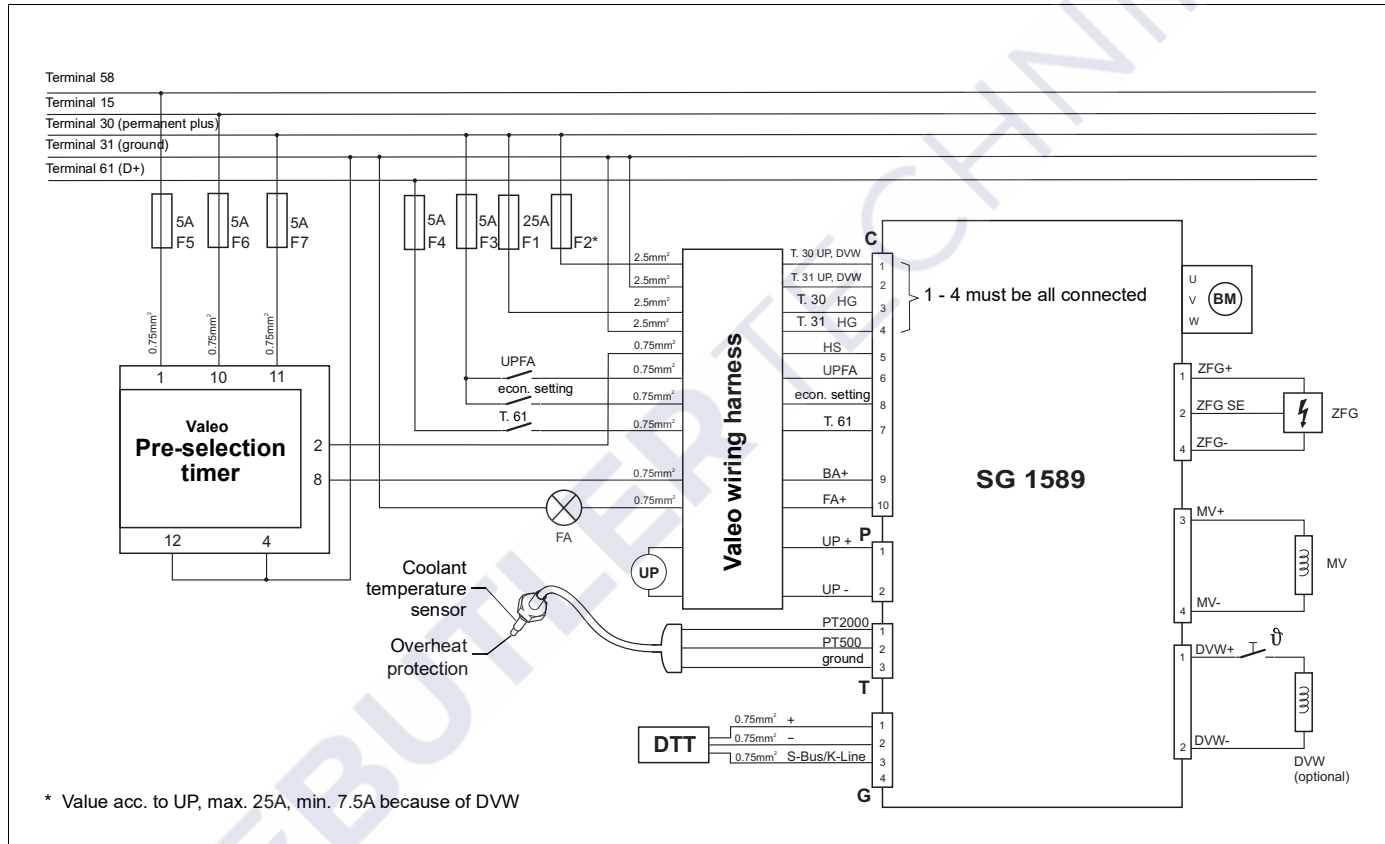 Terminal 58
Terminal 15
Terminal 30 (permanent plus)
Terminal 31 (ground)
Terminal 61 (D+)
5A
F5
5A
F6
5A
F7
5A
F4
5A
F3
25A
F1
F2*
0.75mm²
0.75mm²
0.75mm²
1
10
11
Valeo
Pre-selection
timer
2
8
12
4
2.5mm²
2.5mm²
2.5mm²
2.5mm²
0.75mm²
0.75mm²
0.75mm²
0.75mm²
0.75mm²
0.75mm²
UPFA
econ. setting
T. 61
FA
UP
Valeo wiring harness
C
T. 30 UP, DVW
1
T. 31 UP, DVW
2
T. 30 HG
3
T. 31 HG
4
HS
5
UPFA
6
econ. setting
8
T. 61
7
BA+
9
FA+
10
1 - 4 must be all connected
P
UP +
1
UP -
2
Coolant
temperature
sensor
Overheat
protection
PT2000
1
PT500
2
ground
3
T
DTT
0.75mm² +
1
0.75mm² −
2
0.75mm² S-Bus/K-Line
3
4
G
SG 1589
U
V
W
BM
1
ZFG+
2
ZFG SE
4
ZFG-
ZFG
3
MV+
4
MV-
MV
1
DVW+
ϑ
2
DVW-
DVW
(optional)
* Value acc. to UP, max. 25A, min. 7.5A because of DVW
BUTLER TECHNI